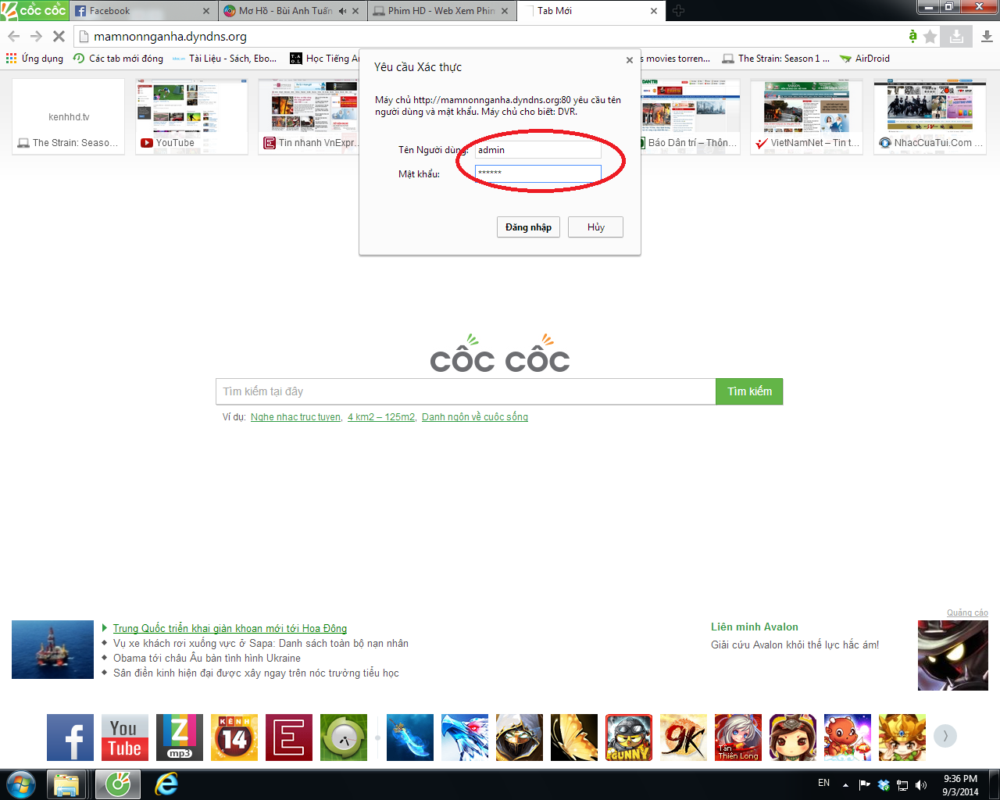 cốc cốc
Facebook
Mơ Hồ - Bùi Anh Tuấn
Phim HD - Web Xem Phim
Tab Mới
mamnonnganha.dyndns.org
Ứng dụng
Các tab mới đóng
Tài Liệu - Sách, Ebo...
Học Tiếng An
s movies torren...
The Strain: Season 1 ...
AirDroid
Yêu cầu Xác thực
Máy chủ http://mamnonnganha.dyndns.org:80 yêu cầu tên
người dùng và mật khẩu. Máy chủ cho biết: DVR.
Tên Người dùng:
admin
Mật khẩu:
******
Đăng nhập
Hủy
kenhhd.tv
The Strain: Seaso...
YouTube
Tin nhanh VnExpr...
Báo Dân trí – Thôn...
VietNamNet – Tin t...
NhacCuaTui.Com ...
cốc cốc
Tìm kiếm tại đây
Tìm kiếm
Ví dụ: Nghe nhạc trực tuyến, 4 km2 – 125m2, Danh ngôn về cuộc sống
Quảng cáo
Trung Quốc triển khai giàn khoan mới tới Hoa Đông
Vụ xe khách rơi xuống vực ở Sapa: Danh sách toàn bộ nạn nhân
Obama tới châu Âu bàn tình hình Ukraine
Sân điền kinh hiện đại được xây ngay trên nóc trường tiểu học
Liên minh Avalon
Giải cứu Avalon khỏi thế lực hắc ám!
f
You
Tube
Z
mp3
KÊNH
14
E
GUNNY
9K
Tân
Thiên Long
EN
9:36 PM
9/3/2014